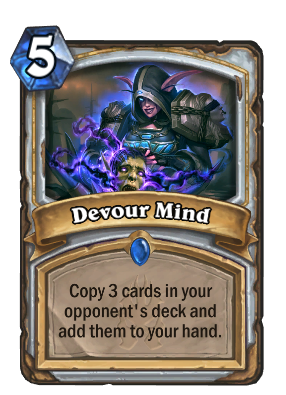 5
Devour Mind
Copy 3 cards in your
opponent's deck and
add them to your hand.